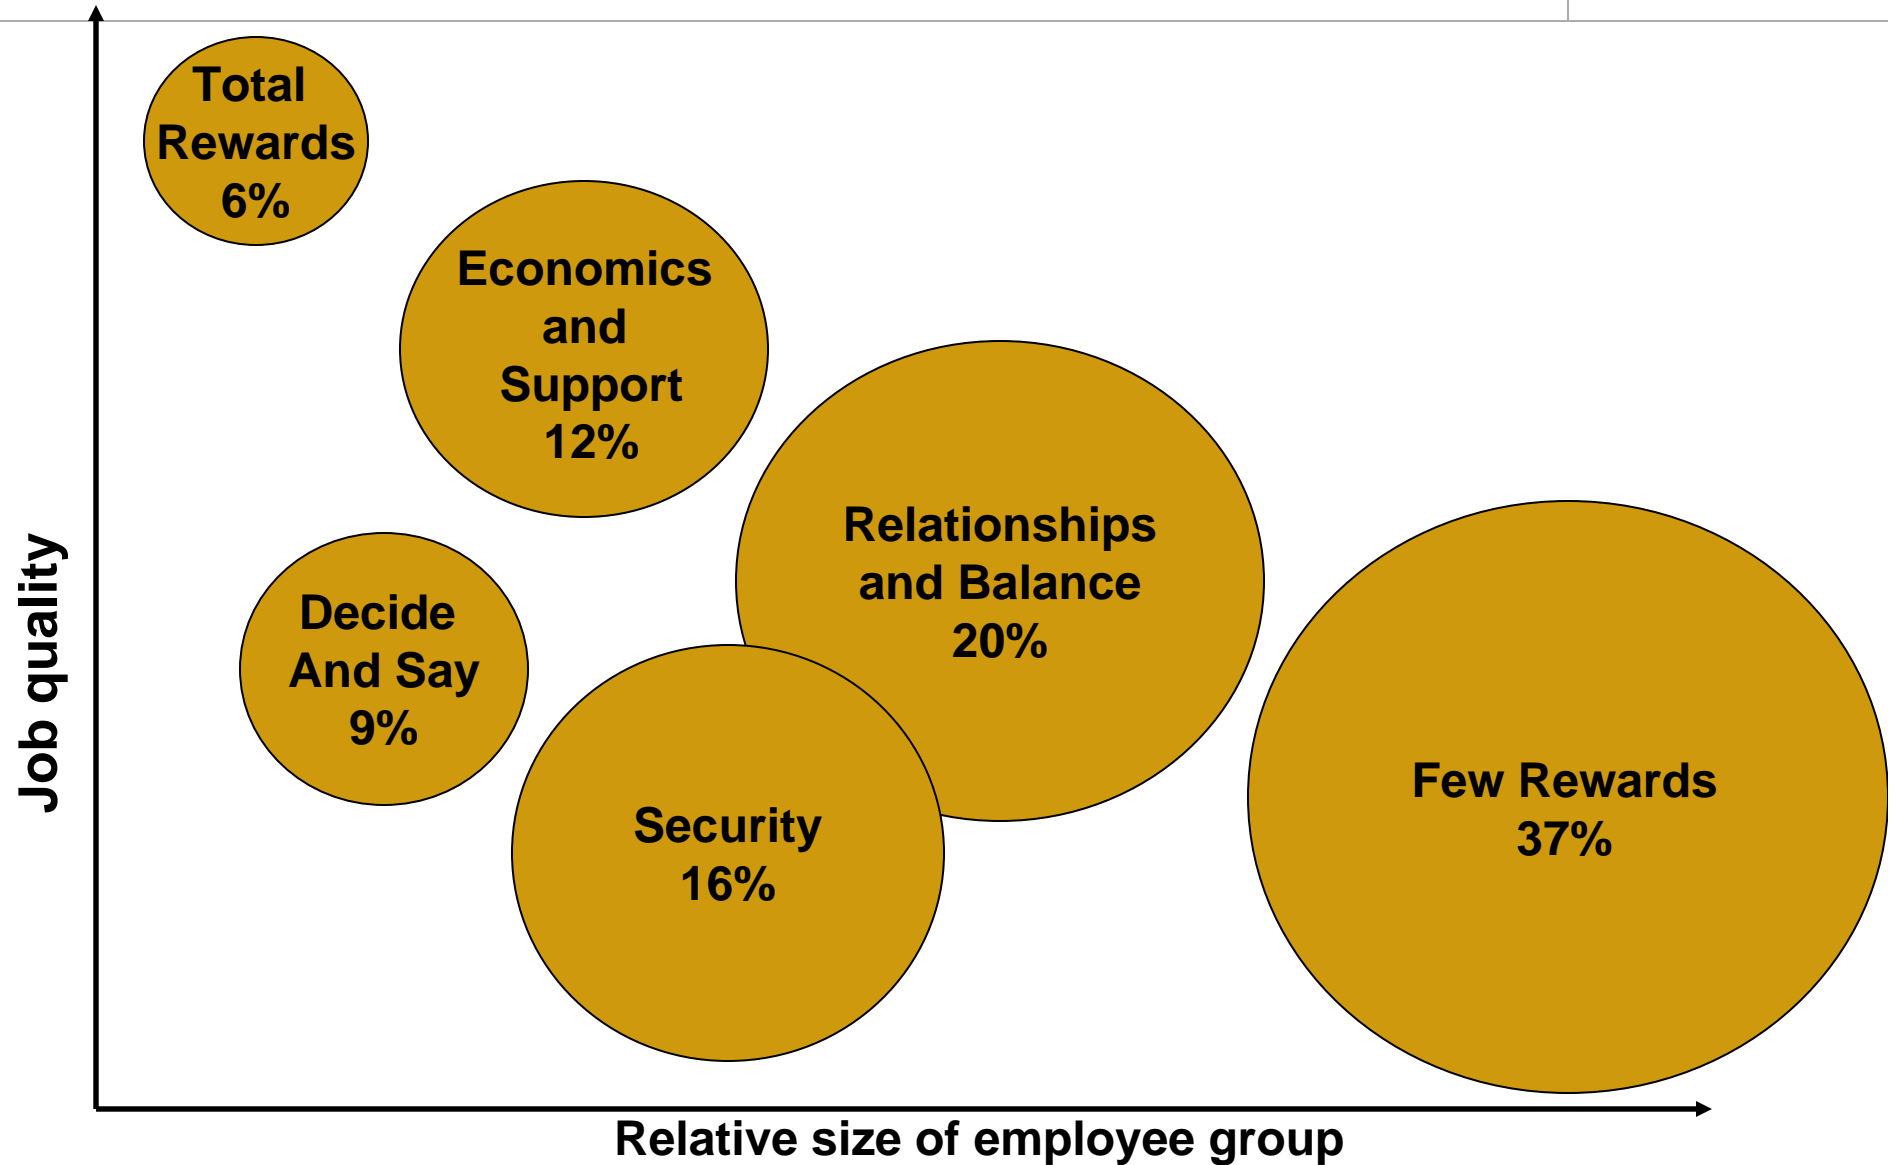 Total
Rewards
6%
Economics
and
Support
12%
Relationships
and Balance
20%
Decide
And Say
9%
Security
16%
Few Rewards
37%
Job quality
Relative size of employee group